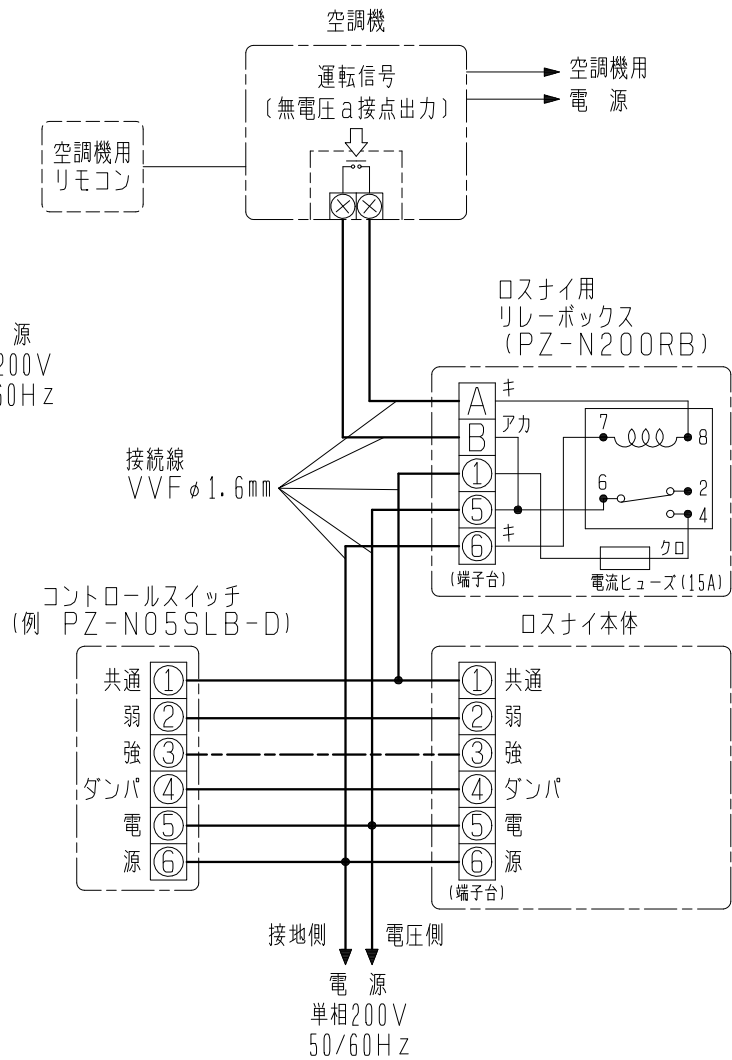 空調機
運転信号
(無電圧a接点出力)
空調機用
電 源
空調機用
リモコン
源
200V
60Hz
ロスナイ用
リレーボックス
(PZ-N200RB)
A
キ
B
アカ
①
⑤
⑥
キ
(端子台)
7
8
6
2
4
クロ
電流ヒューズ(15A)
接続線
VVFφ1.6mm
コントロールスイッチ
(例 PZ-N05SLB-D)
ロスナイ本体
共通 ① ① 共通
弱 ② ② 弱
強 ③ ③ 強
ダンパ ④ ④ ダンパ
電 ⑤ ⑤ 電
源 ⑥ ⑥ 源
(端子台)
接地側 電圧側
電 源
単相200V
50/60Hz